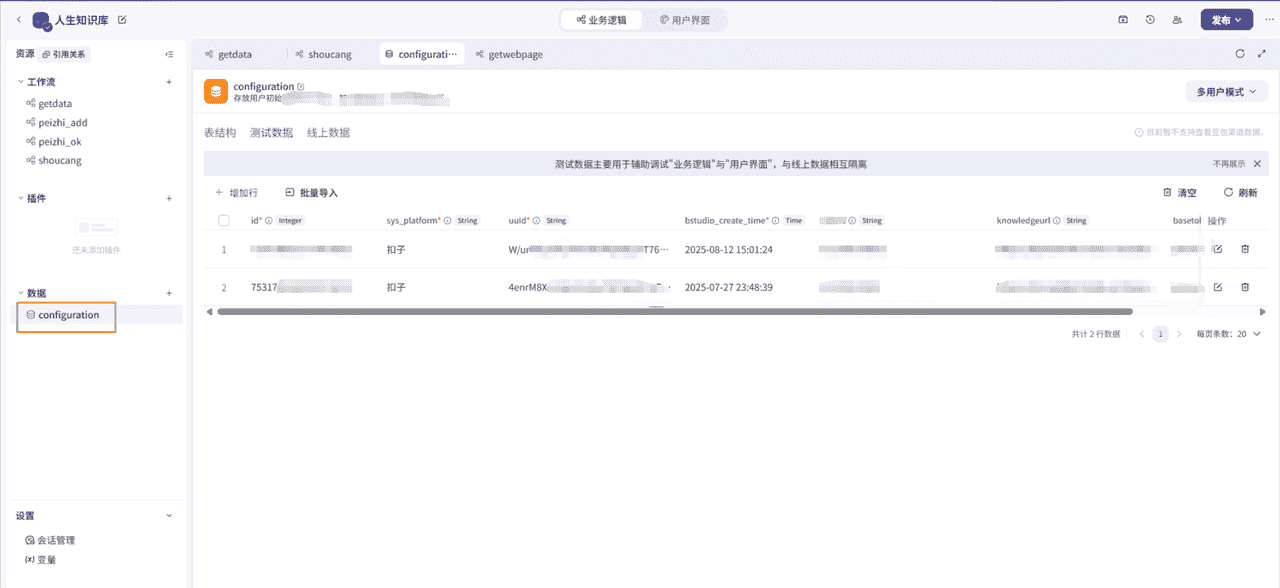 人生知识库
业务逻辑 用户界面
发布
资源 引用关系
工作流
getdata
peizhi_add
peizhi_ok
shoucang
插件
还未添加插件
数据
configuration
设置
会话管理
变量
getdata shoucang configurati··· getwebpage
configuration
存放用户初始
多用户模式
表结构 测试数据 线上数据
目前暂不支持查看豆包渠道数据。
测试数据主要用于辅助调试"业务逻辑"与"用户界面"，与线上数据相互隔离
不再展示
增加行 批量导入
清空 刷新
id* Integer sys_platform* String uuid* String bstudio_create_time* Time String knowledgeurl String basetol 操作
1 扣子 W/ur T76··· 2025-08-12 15:01:24
2 75317 扣子 4enrM8X 2025-07-27 23:48:39
共计 2 行数据 1 每页条数：20